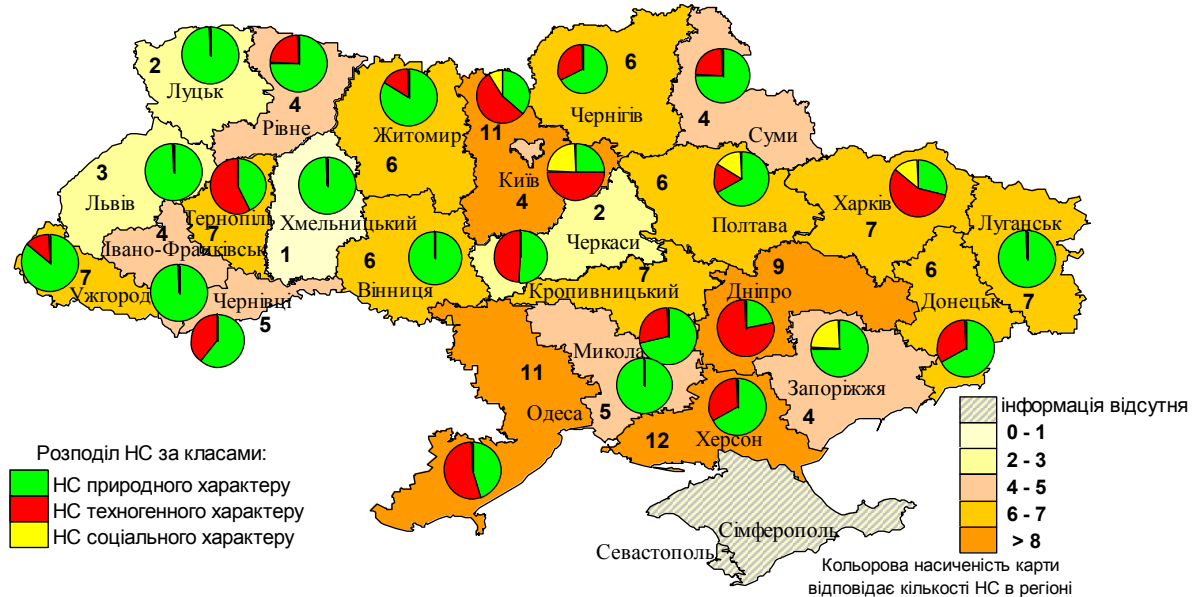 2
Луцьк
4
Рівне
Житомир
6
11
Київ
4
6
Чернігів
4
Суми
3
Львів
Тернопіль
7
Хмельницький
1
4
Івано-Франківськ
7
Ужгород
Чернівці
5
6
Вінниця
2
Черкаси
6
Полтава
Харків
7
Луганськ
7
7
Кропивницький
9
Дніпро
6
Донецьк
Микола
5
11
Одеса
Запоріжжя
4
12
Херсон
Сімферополь
Севастополь
Розподіл НС за класами:
НС природного характеру
НС техногенного характеру
НС соціального характеру
інформація відсутня
0 - 1
2 - 3
4 - 5
6 - 7
> 8
Кольорова насиченість карти
відповідає кількості НС в регіоні